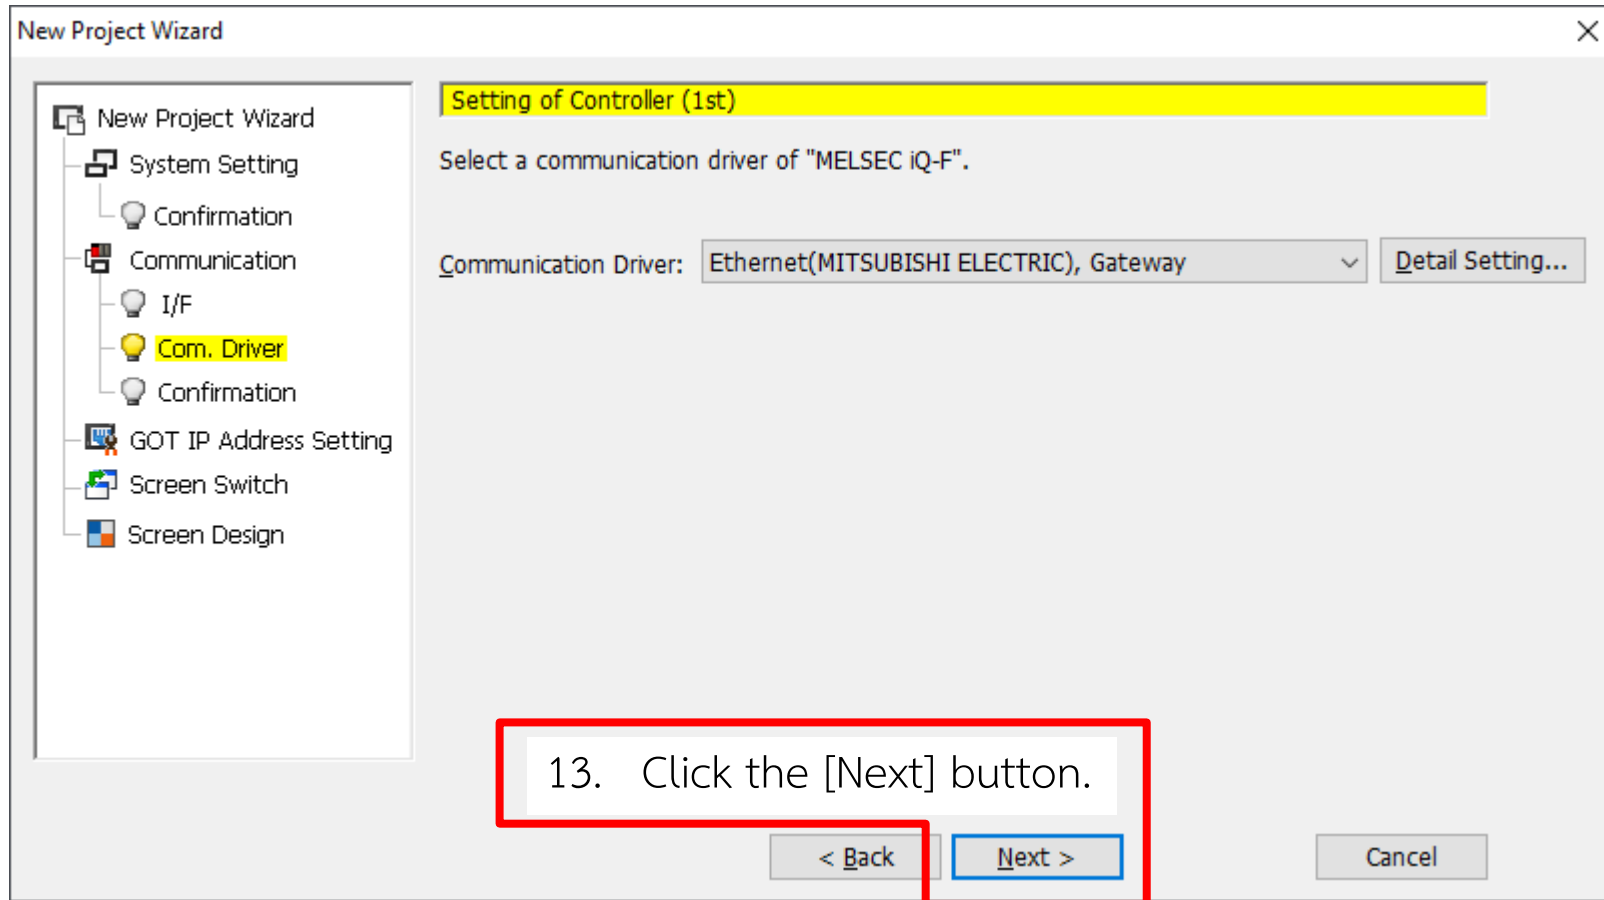 New Project Wizard
New Project Wizard
System Setting
Confirmation
Communication
I/F
Com. Driver
Confirmation
GOT IP Address Setting
Screen Switch
Screen Design
Setting of Controller (1st)
Select a communication driver of "MELSEC iQ-F".
Communication Driver: Ethernet(MITSUBISHI ELECTRIC), Gateway Detail Setting...
13. Click the [Next] button.
< Back Next > Cancel